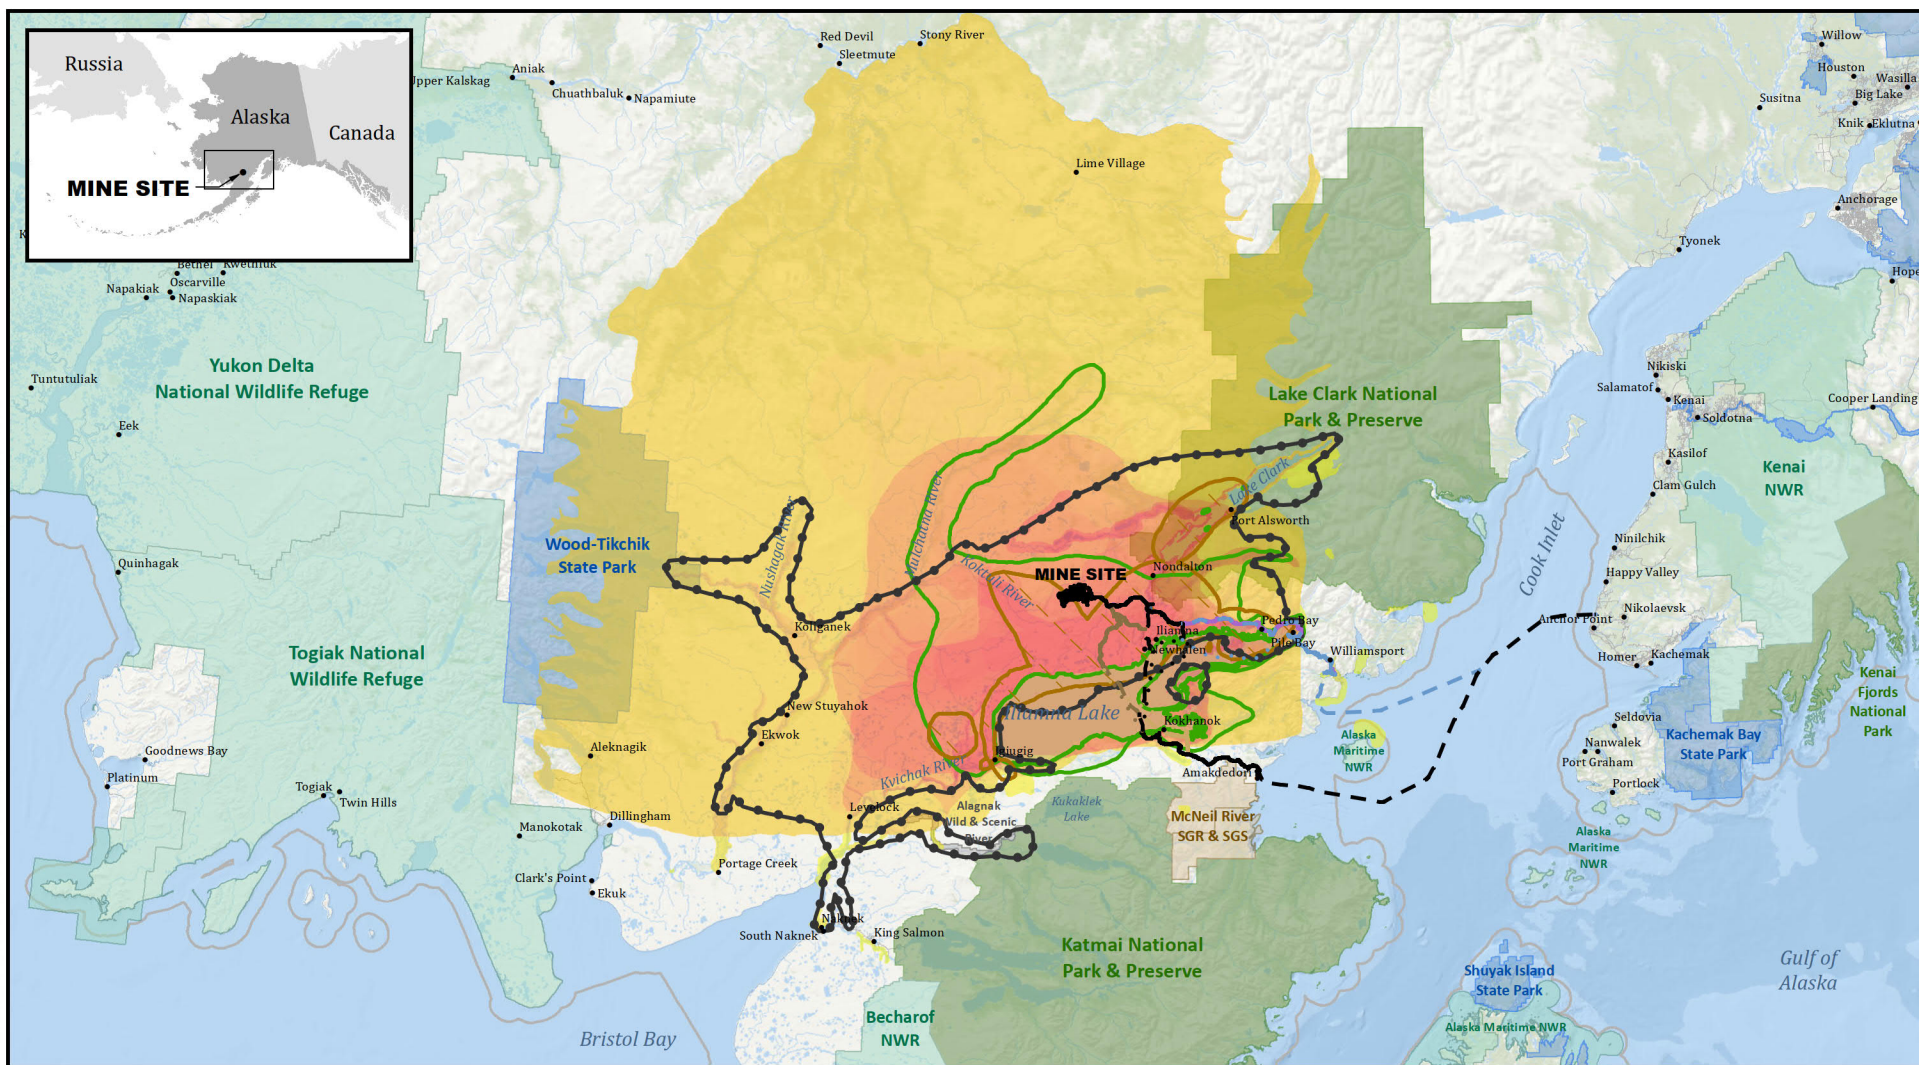 Russia
Alaska
Canada
MINE SITE
Red Devil
Stony River
Sleetmute
Upper Kalskag
Aniak
Chuathbaluk
Napamiute
Lime Village
Willow
Houston
Wasilla
Big Lake
Susitna
Knik
Eklutna
Anchorage
Tyonek
Hope
Bethel
Kwethluk
Oscarville
Napakiak
Napaskiak
Yukon Delta
National Wildlife Refuge
Tuntutuliak
Eek
Nikiski
Salamatof
Kenai
Soldotna
Cooper Landing
Lake Clark National
Park & Preserve
Kasilof
Clam Gulch
Kenai
NWR
Lake Clark
Port Alsworth
Mulchatna River
Nushagak River
Koktuli River
Wood-Tikchik
State Park
Quinhagak
Ninilchik
Happy Valley
Cook Inlet
MINE SITE
Nondalton
Nikolaevsk
Anchor Point
Koliganek
Iliamna
Newhalen
Pedro Bay
Pile Bay
Williamsport
Homer
Kachemak
Togiak National
Wildlife Refuge
Kenai
Fjords
National
Park
New Stuyahok
Ekwok
Iliamna Lake
Kokhanok
Igiugig
Seldovia
Nanwalek
Port Graham
Portlock
Kachemak Bay
State Park
Alaska
Maritime
NWR
Aleknagik
Goodnews Bay
Platinum
Togiak
Twin Hills
Kvichak River
Amakdedori
Levelock
Alagnak
Wild & Scenic
River
Kukaklek
Lake
McNeil River
SGR & SGS
Manokotak
Dillingham
Alaska
Maritime
NWR
Portage Creek
Clark's Point
Ekuk
Naknek
South Naknek
King Salmon
Katmai National
Park & Preserve
Shuyak Island
State Park
Gulf of
Alaska
Becharof
NWR
Alaska Maritime NWR
Bristol Bay